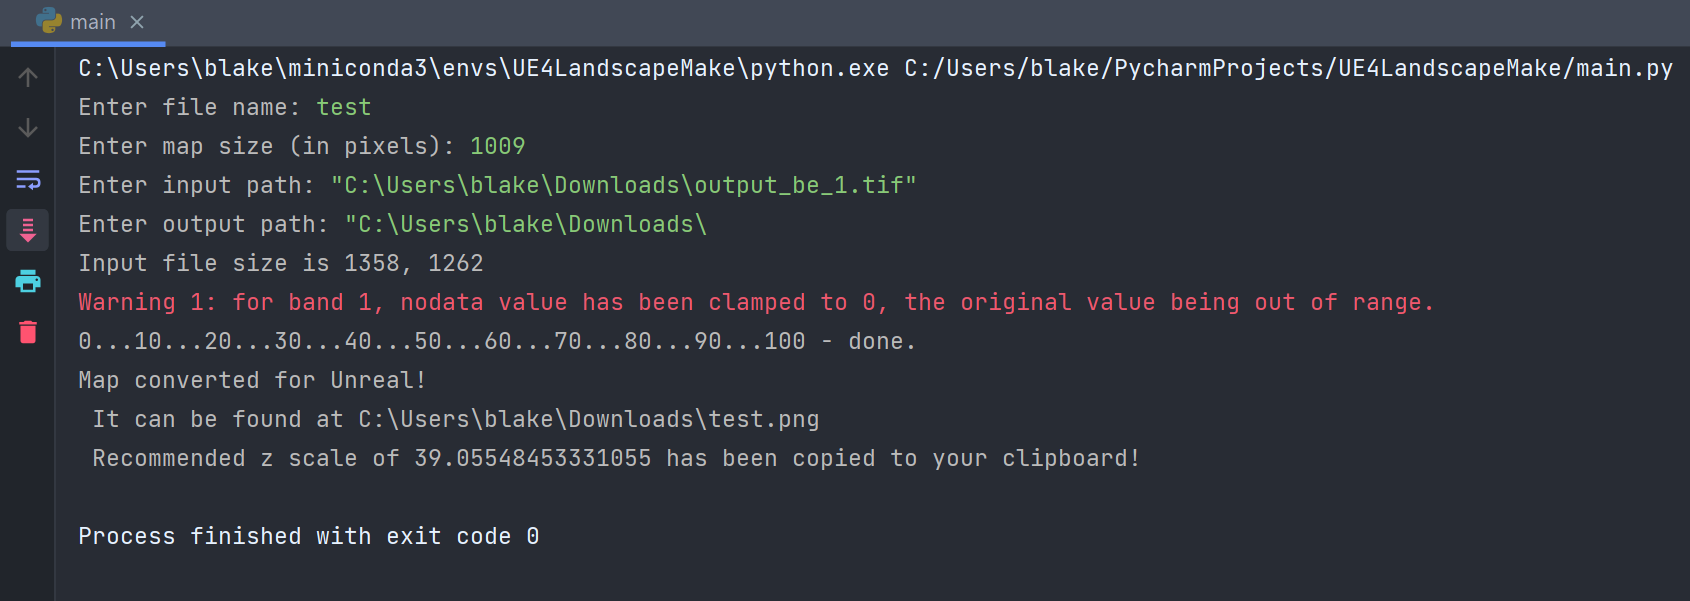 main
C:\Users\blake\miniconda3\envs\UE4LandscapeMake\python.exe C:/Users/blake/PycharmProjects/UE4LandscapeMake/main.py
Enter file name: test
Enter map size (in pixels): 1009
Enter input path: "C:\Users\blake\Downloads\output_be_1.tif"
Enter output path: "C:\Users\blake\Downloads\
Input file size is 1358, 1262
Warning 1: for band 1, nodata value has been clamped to 0, the original value being out of range.
0...10...20...30...40...50...60...70...80...90...100 - done.
Map converted for Unreal!
It can be found at C:\Users\blake\Downloads\test.png
Recommended z scale of 39.05548453331055 has been copied to your clipboard!
Process finished with exit code 0